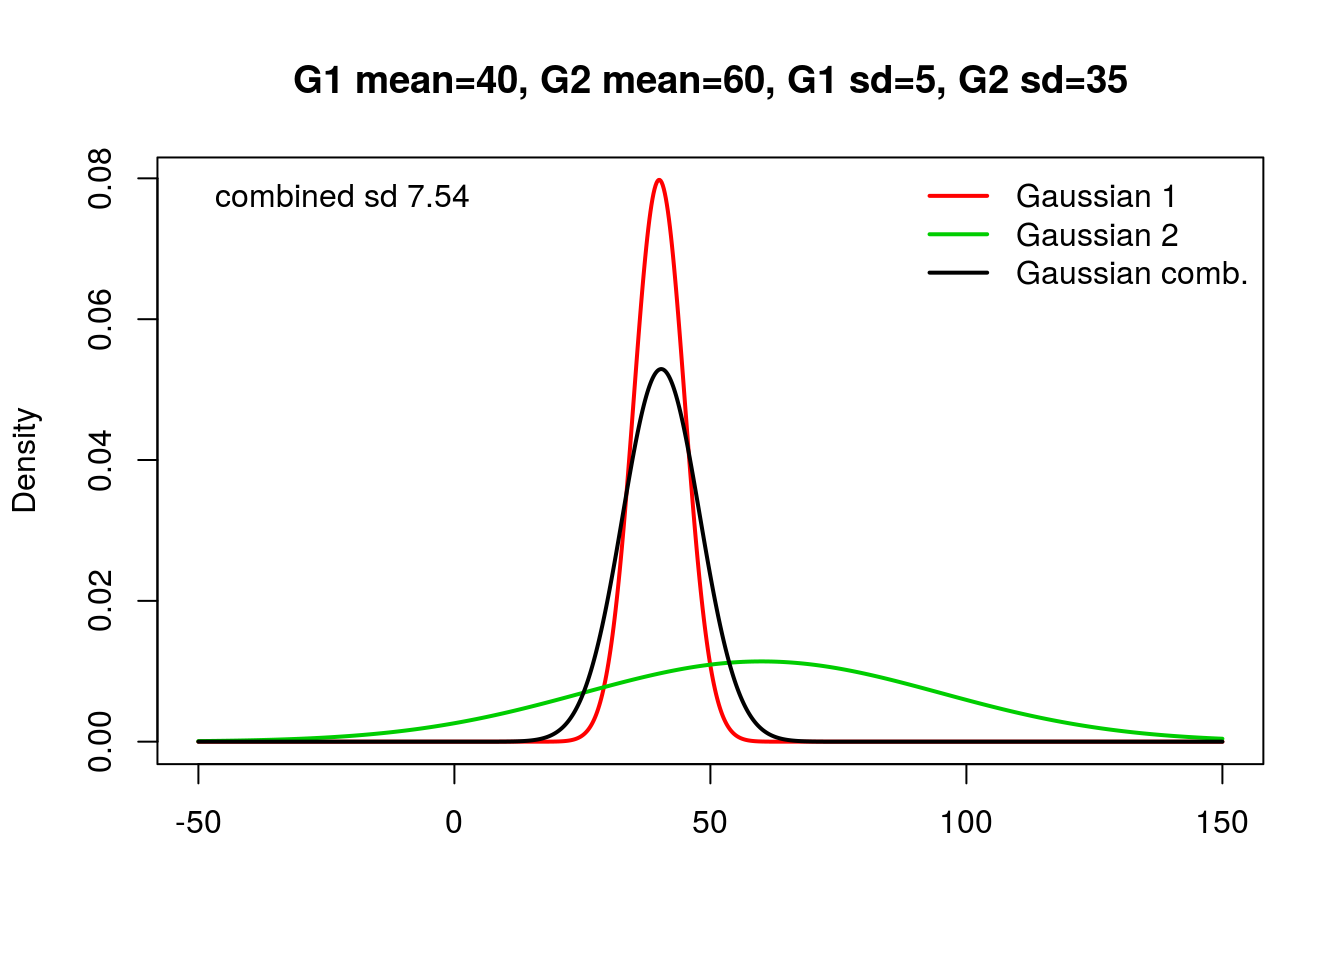 G1 mean=40, G2 mean=60, G1 sd=5, G2 sd=35
combined sd 7.54
Gaussian 1
Gaussian 2
Gaussian comb.
Density
0.08
0.06
0.04
0.02
0.00
-50
0
50
100
150